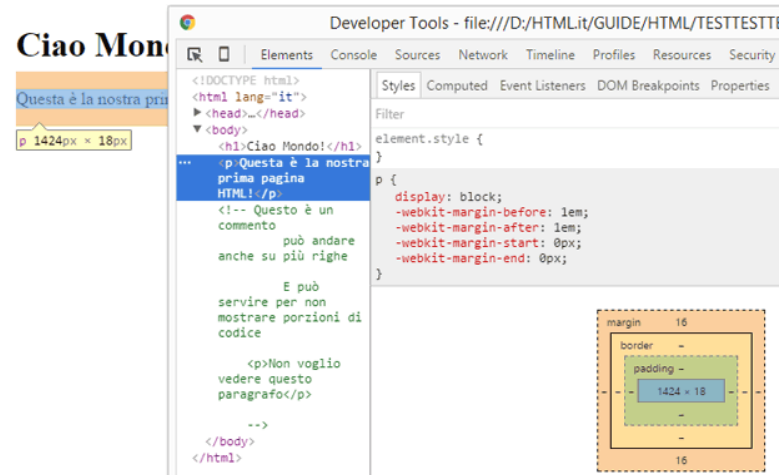 Developer Tools - file:///D:/HTML.it/GUIDE/HTML/TESTTESTTE
Ciao Mon
Questa è la nostra pri
p 1424px × 18px
Elements Console Sources Network Timeline Profiles Resources Security
<!DOCTYPE html>
<html lang="it">
▶<head>…</head>
▼<body>
<h1>Ciao Mondo!</h1>
… <p>Questa è la nostra
prima pagina
HTML!</p>
<!-- Questo è un
commento
può andare
anche su più righe
E può
servire per non
mostrare porzioni di
codice
<p>Non voglio
vedere questo
paragrafo</p>
-->
</body>
</html>
Styles Computed Event Listeners DOM Breakpoints Properties
Filter
element.style {
}
p {
display: block;
-webkit-margin-before: 1em;
-webkit-margin-after: 1em;
-webkit-margin-start: 0px;
-webkit-margin-end: 0px;
}
margin 16
border -
padding -
- - - 1424 × 18 - - -
-
-
16